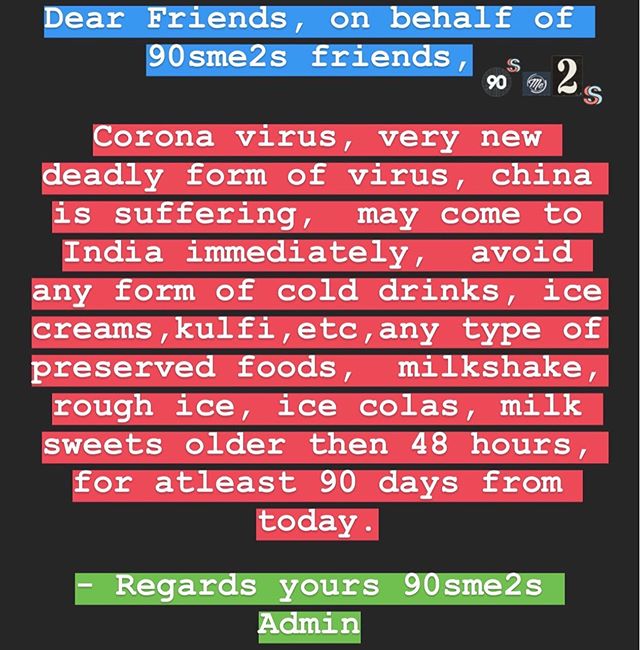 Dear Friends, on behalf of
90sme2s friends,
90 s Me 2 s
Corona virus, very new
deadly form of virus, china
is suffering,  may come to
India immediately,  avoid
any form of cold drinks, ice
creams,kulfi,etc,any type of
preserved foods,  milkshake,
rough ice, ice colas, milk
sweets older then 48 hours,
for atleast 90 days from
today.
- Regards yours 90sme2s
Admin